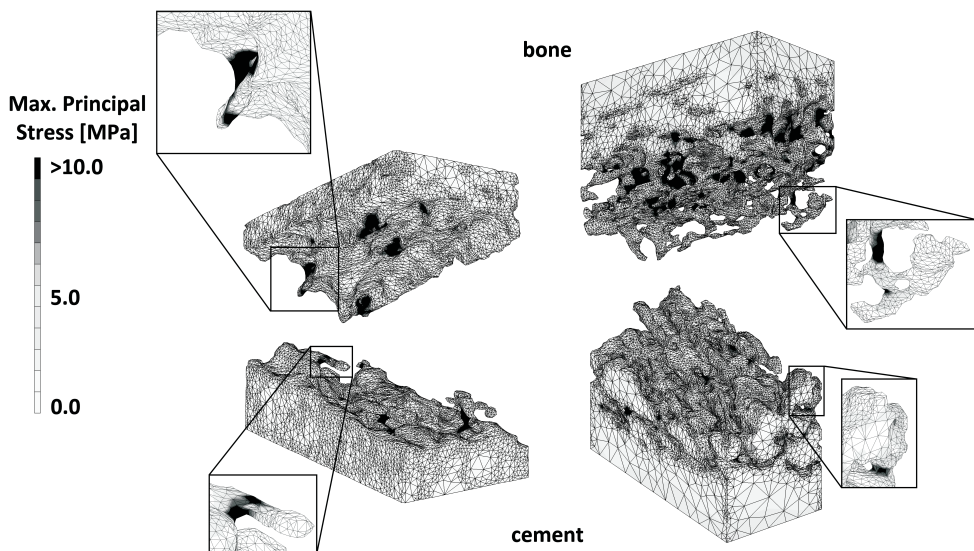 bone
Max. Principal
Stress [MPa]
>10.0
5.0
0.0
cement